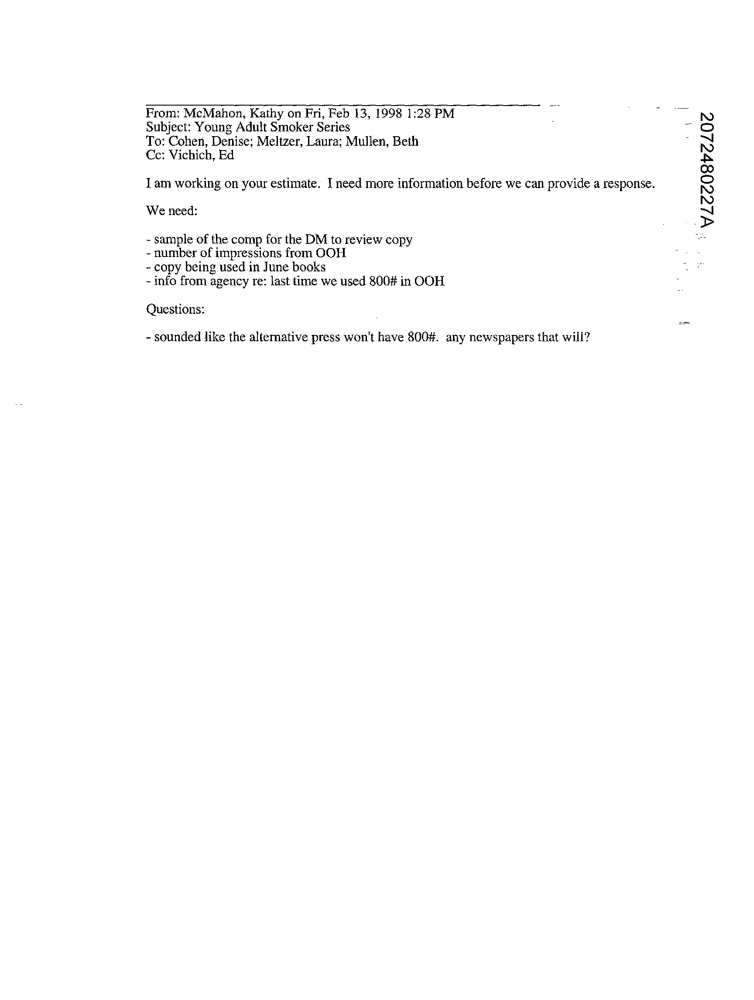 From: McMahon, Kathy on Fri, Feb 13, 1998 1:28 PM
Subject: Young Adult Smoker Series
To: Cohen, Denise; Meltzer, Laura; Mullen, Beth
Cc: Vichich, Ed
I am working on your estimate. I need more information before we can provide a response.
We need:
- sample of the comp for the DM to review copy
- number of impressions from OOH
- copy being used in June books
- info from agency re: last time we used 800# in OOH
Questions:
- sounded like the alternative press won't have 800#. any newspapers that will?
2072480227A